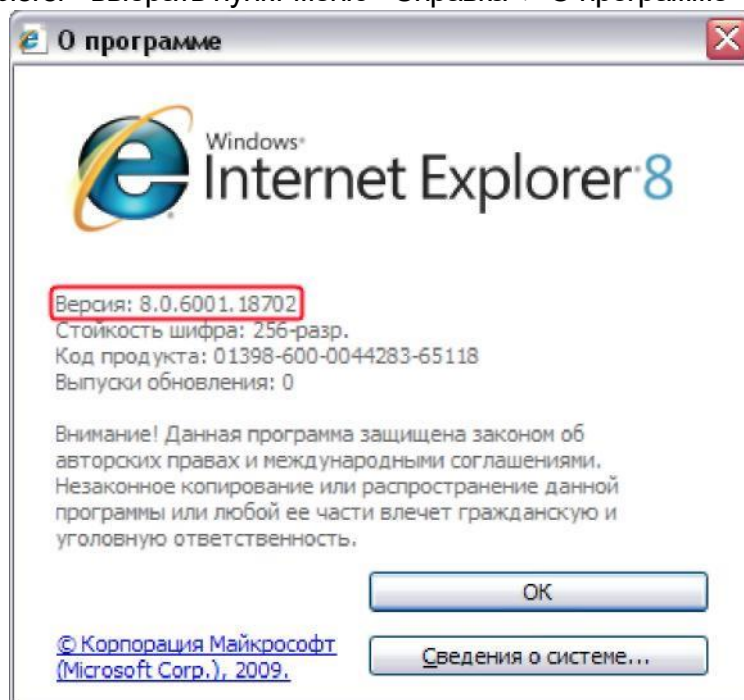 О программе
Windows
Internet Explorer 8
Версия: 8.0.6001.18702
Стойкость шифра: 256-разр.
Код продукта: 01398-600-0044283-65118
Выпуски обновления: 0
Внимание! Данная программа защищена законом об
авторских правах и международными соглашениями.
Незаконное копирование или распространение данной
программы или любой ее части влечет гражданскую и
уголовную ответственность.
ОК
© Корпорация Майкрософт
(Microsoft Corp.), 2009.
Сведения о системе...